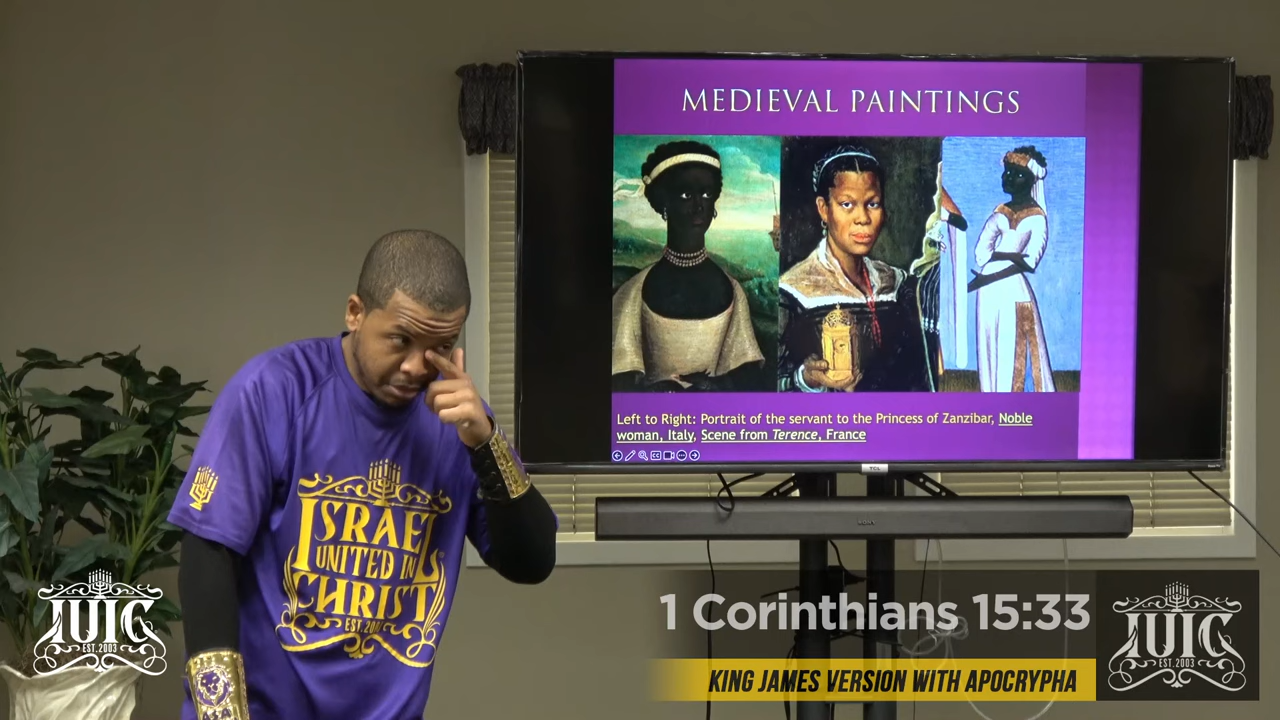 MEDIEVAL PAINTINGS
Left to Right: Portrait of the servant to the Princess of Zanzibar, Noble
woman, Italy, Scene from Terence, France
TCL
SONY
ISRAEL
UNITED IN
CHRIST
1 Corinthians 15:33
KING JAMES VERSION WITH APOCRYPHA
IUIC
EST. 2003
IUIC
EST. 2003